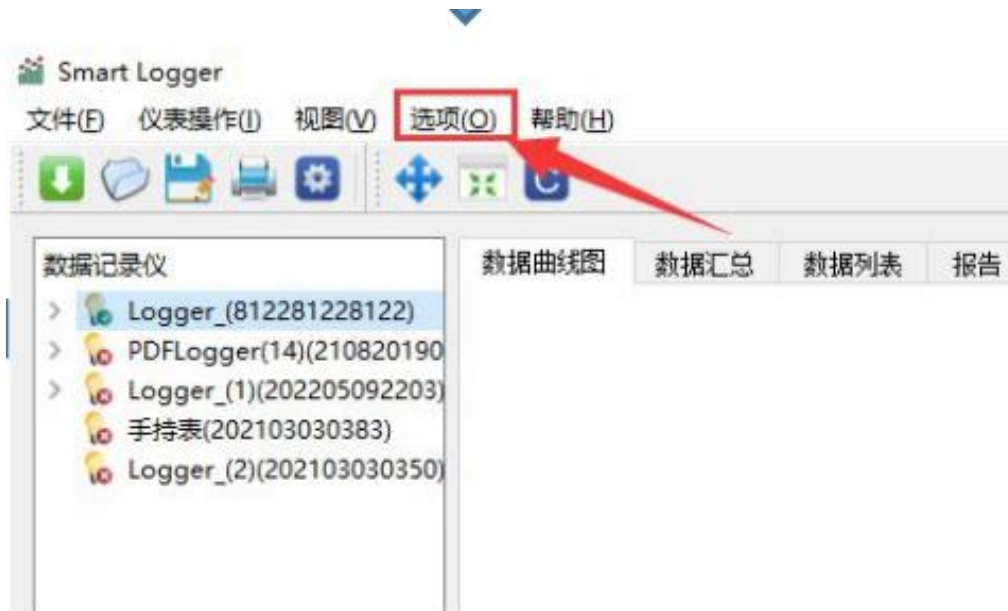 Smart Logger
文件(F) 仪表操作(I) 视图(V) 选项(O) 帮助(H)
数据记录仪
数据曲线图 数据汇总 数据列表 报告
Logger_(812281228122)
PDFLogger(14)(210820190
Logger_(1)(202205092203)
手持表(202103030383)
Logger_(2)(202103030350)